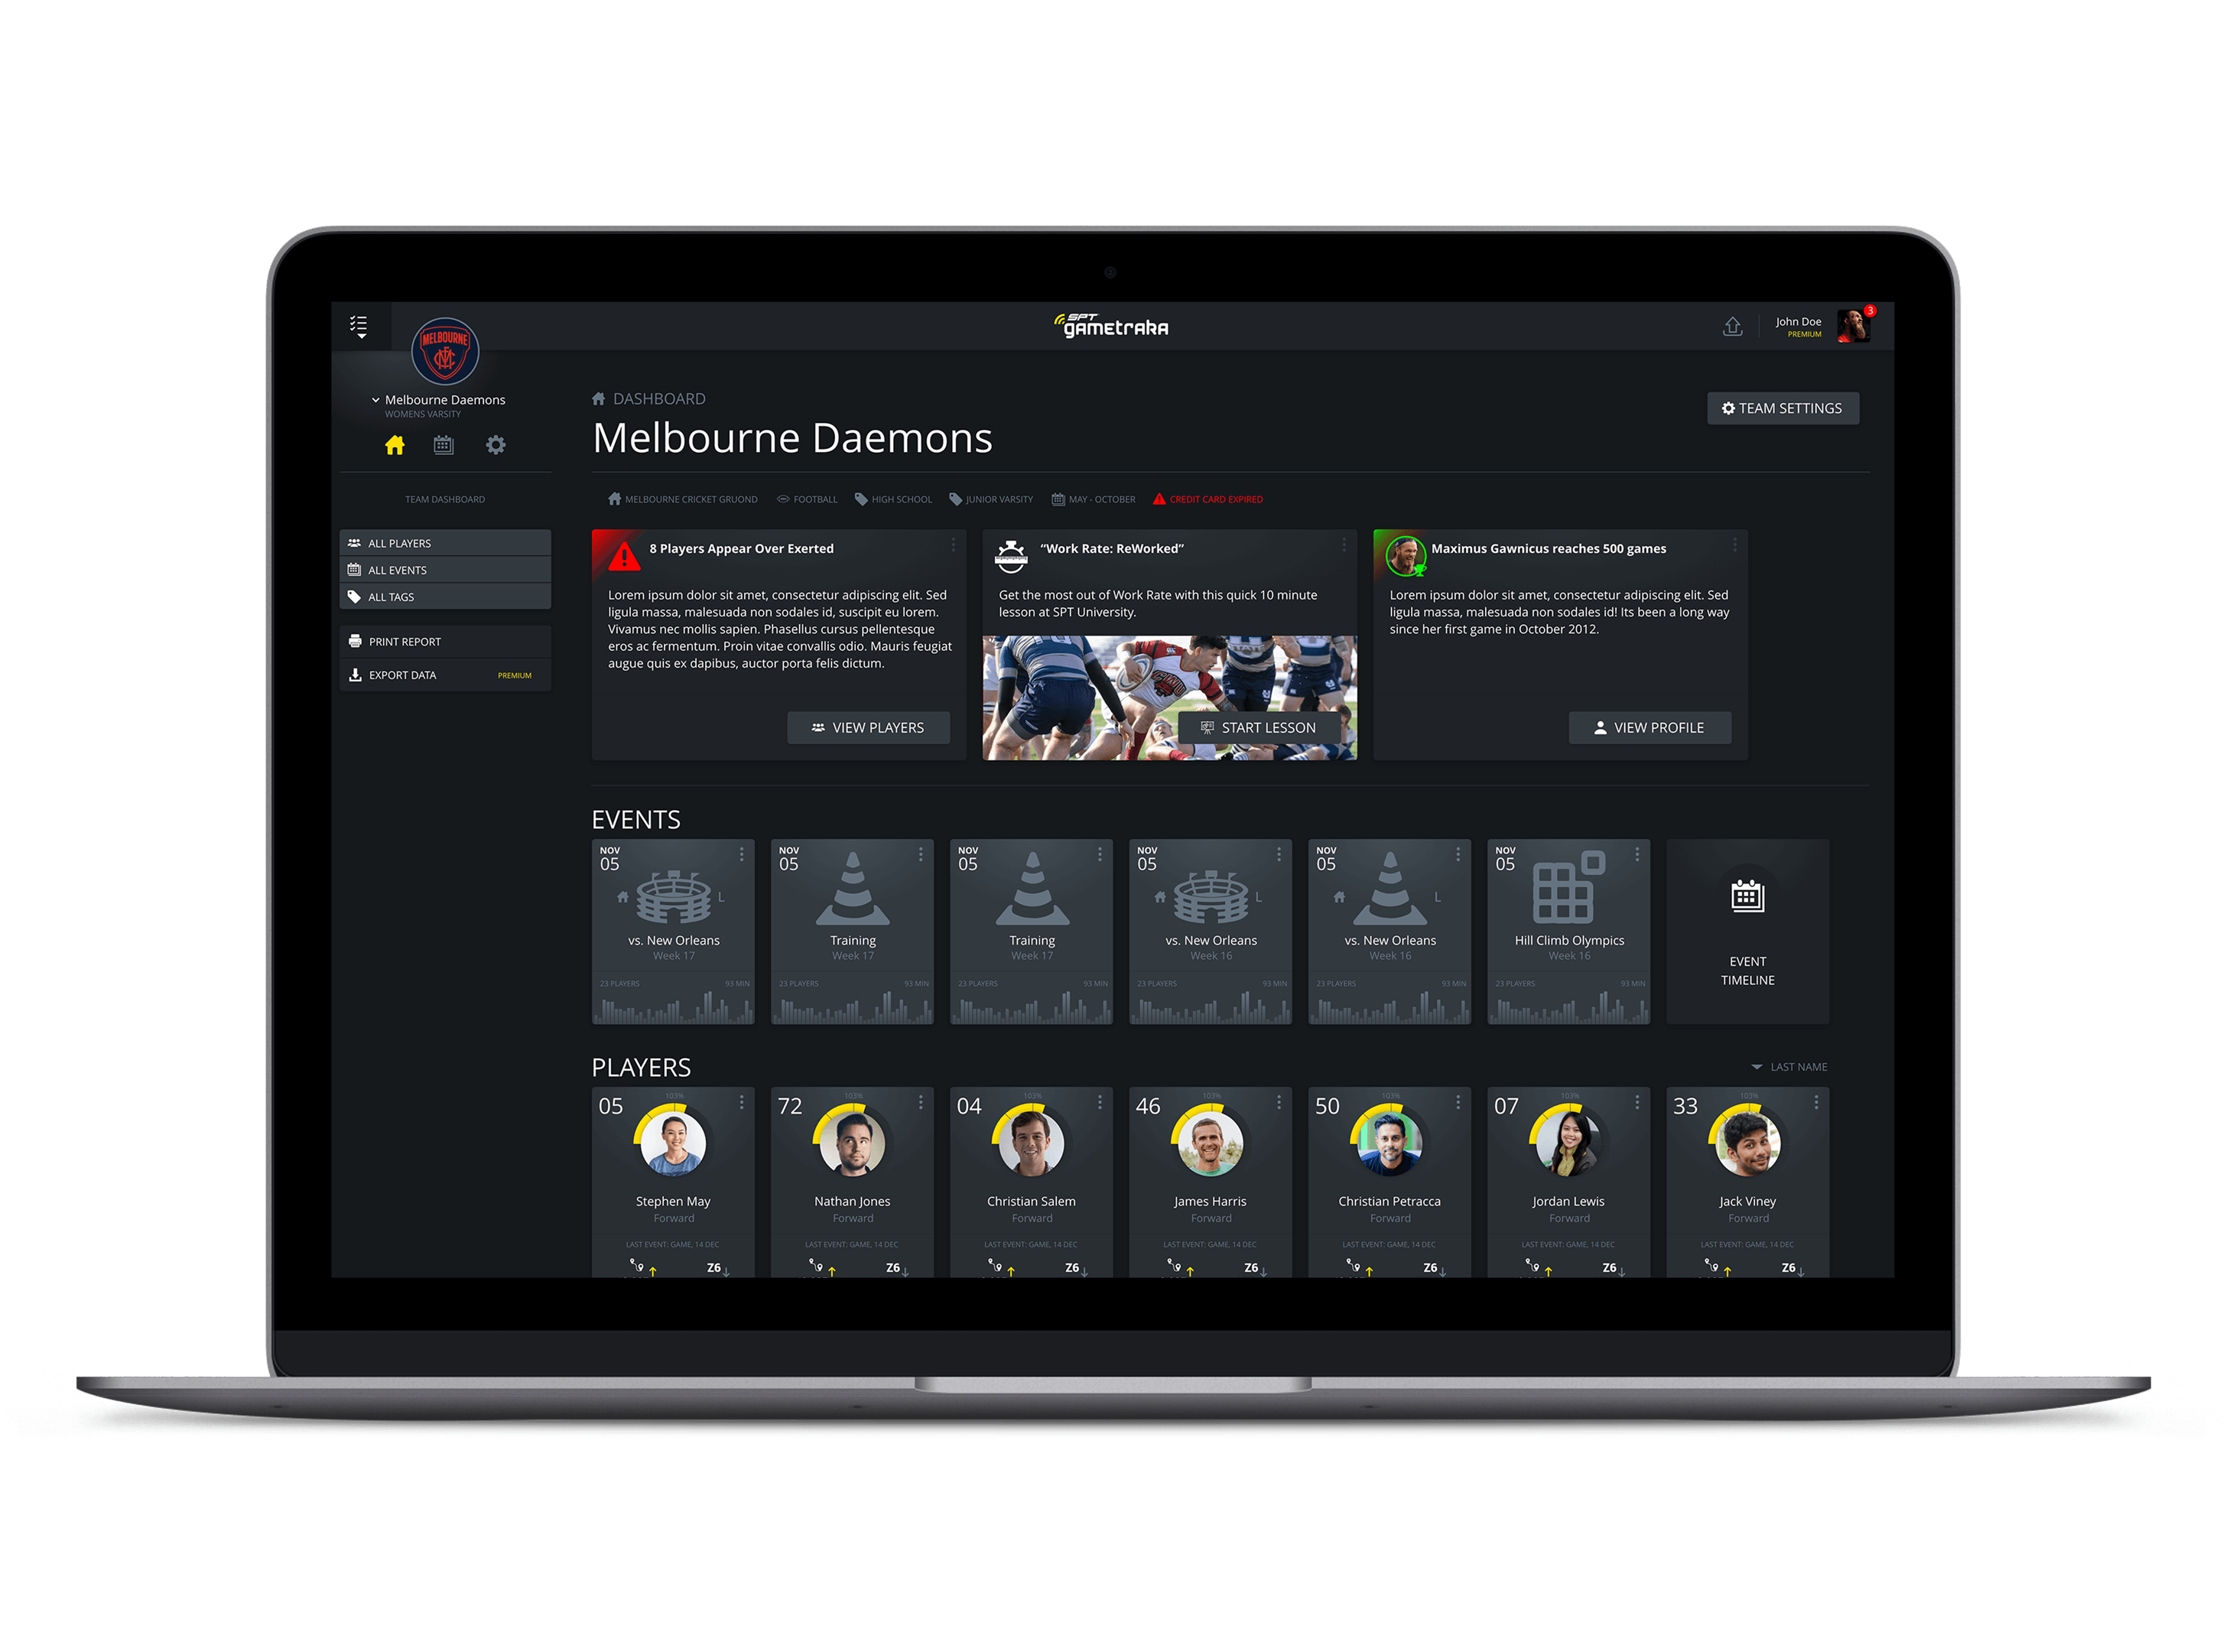 SPT
gametraka
John Doe
PREMIUM
3
MELBOURNE
Melbourne Daemons
WOMENS VARSITY
TEAM DASHBOARD
ALL PLAYERS
ALL EVENTS
ALL TAGS
PRINT REPORT
EXPORT DATA PREMIUM
DASHBOARD
Melbourne Daemons
TEAM SETTINGS
MELBOURNE CRICKET GRUOND FOOTBALL HIGH SCHOOL JUNIOR VARSITY MAY - OCTOBER CREDIT CARD EXPIRED
8 Players Appear Over Exerted
Lorem ipsum dolor sit amet, consectetur adipiscing elit. Sed
ligula massa, malesuada non sodales id, suscipit eu lorem.
Vivamus nec mollis sapien. Phasellus cursus pellentesque
eros ac fermentum. Proin vitae convallis odio. Mauris feugiat
augue quis ex dapibus, auctor porta felis dictum.
VIEW PLAYERS
“Work Rate: ReWorked”
Get the most out of Work Rate with this quick 10 minute
lesson at SPT University.
START LESSON
Maximus Gawnicus reaches 500 games
Lorem ipsum dolor sit amet, consectetur adipiscing elit. Sed
ligula massa, malesuada non sodales id! Its been a long way
since her first game in October 2012.
VIEW PROFILE
EVENTS
NOV
05
L
vs. New Orleans
Week 17
23 PLAYERS 93 MIN
NOV
05
Training
Week 17
23 PLAYERS 93 MIN
NOV
05
Training
Week 17
23 PLAYERS 93 MIN
NOV
05
L
vs. New Orleans
Week 16
23 PLAYERS 93 MIN
NOV
05
L
vs. New Orleans
Week 16
23 PLAYERS 93 MIN
NOV
05
Hill Climb Olympics
Week 16
23 PLAYERS 93 MIN
EVENT
TIMELINE
PLAYERS
LAST NAME
05
103%
Stephen May
Forward
LAST EVENT: GAME, 14 DEC
Z6
72
103%
Nathan Jones
Forward
LAST EVENT: GAME, 14 DEC
Z6
04
103%
Christian Salem
Forward
LAST EVENT: GAME, 14 DEC
Z6
46
103%
James Harris
Forward
LAST EVENT: GAME, 14 DEC
Z6
50
103%
Christian Petracca
Forward
LAST EVENT: GAME, 14 DEC
Z6
07
103%
Jordan Lewis
Forward
LAST EVENT: GAME, 14 DEC
Z6
33
103%
Jack Viney
Forward
LAST EVENT: GAME, 14 DEC
Z6